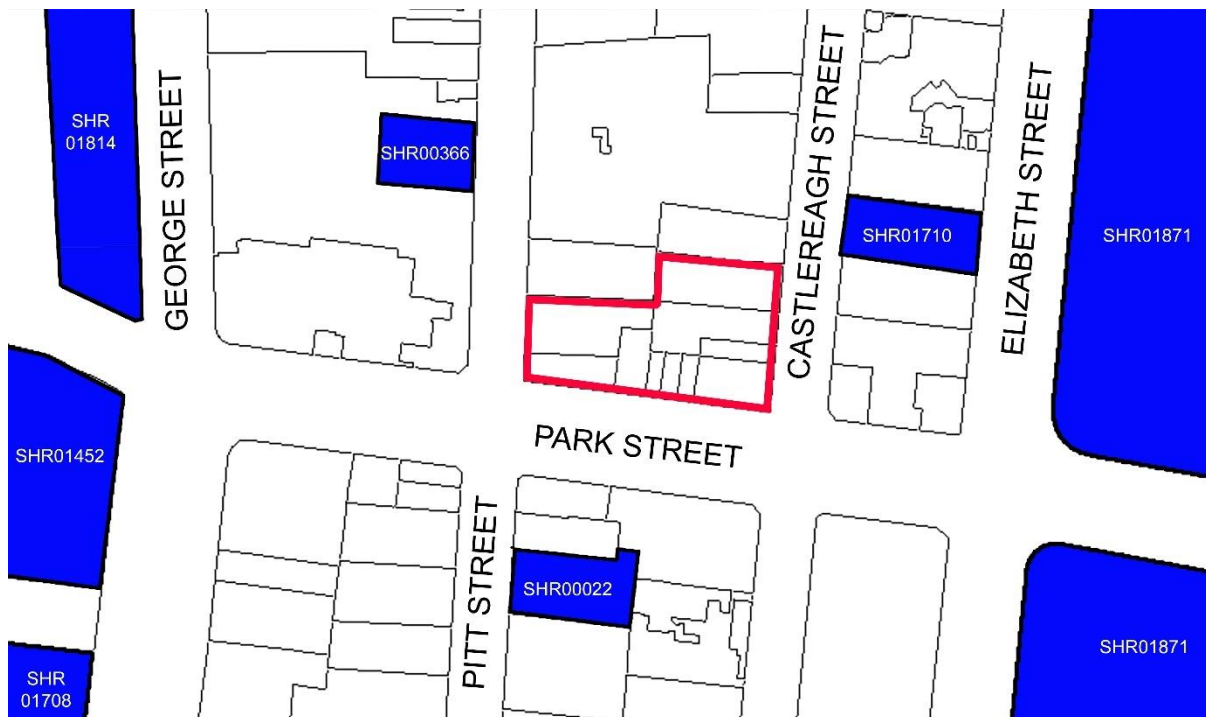 SHR
01814
GEORGE STREET
SHR00366
CASTLEREAGH STREET
SHR01710
ELIZABETH STREET
SHR01871
PARK STREET
SHR01452
PITT STREET
SHR00022
SHR01871
SHR
01708